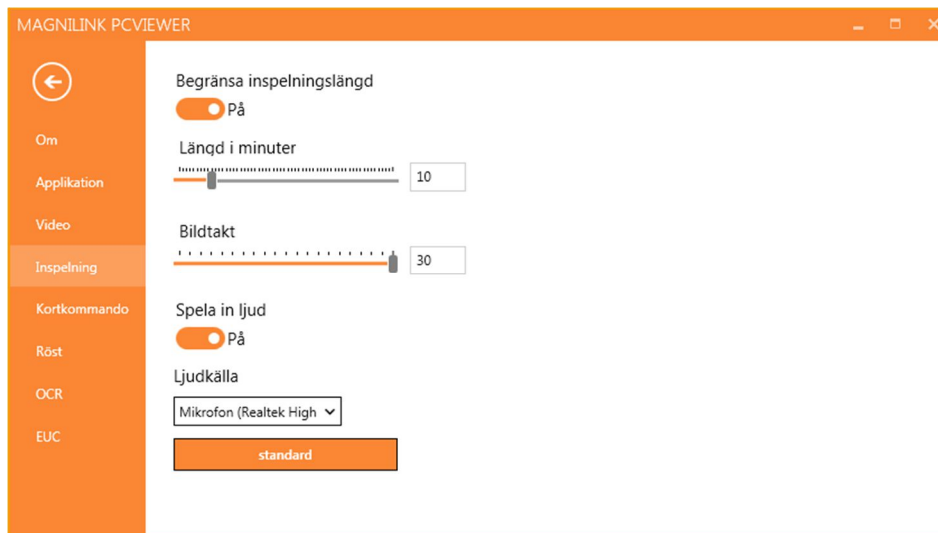 MAGNILINK PCVIEWER
Om
Applikation
Video
Inspelning
Kortkommando
Röst
OCR
EUC
Begränsa inspelningslängd
På
Längd i minuter
10
Bildtakt
30
Spela in ljud
På
Ljudkälla
Mikrofon (Realtek High
standard